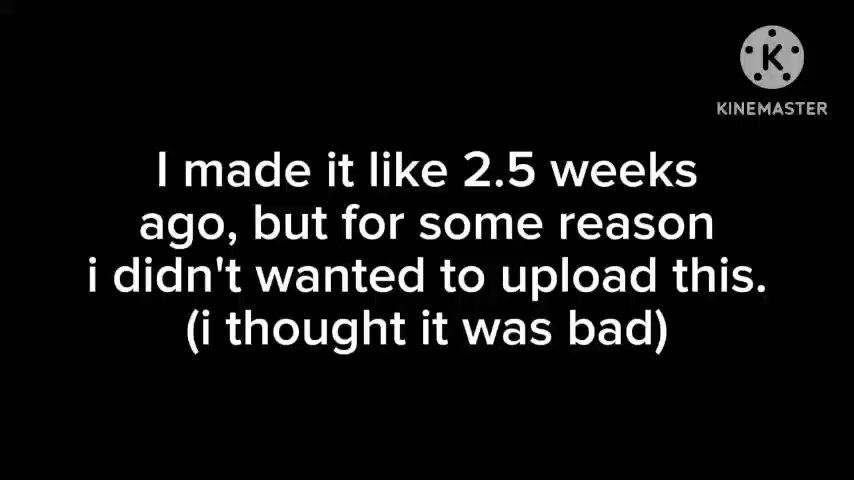 K
KINEMASTER
I made it like 2.5 weeks
ago, but for some reason
i didn't wanted to upload this.
(i thought it was bad)